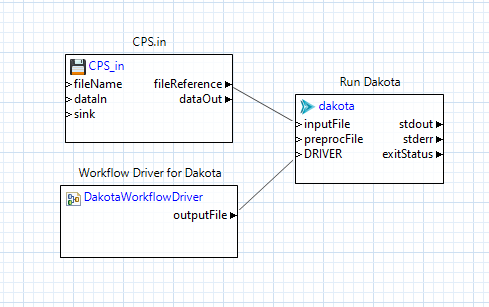 CPS.in
CPS_in
fileName fileReference
dataIn dataOut
sink
Run Dakota
dakota
inputFile stdout
preprocFile stderr
DRIVER exitStatus
Workflow Driver for Dakota
DakotaWorkflowDriver
outputFile